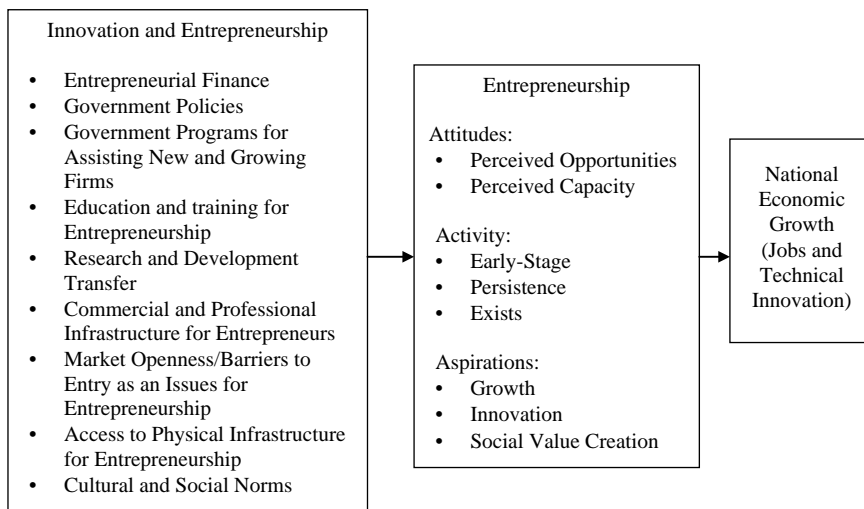 Innovation and Entrepreneurship
• Entrepreneurial Finance
• Government Policies
• Government Programs for
Assisting New and Growing
Firms
• Education and training for
Entrepreneurship
• Research and Development
Transfer
• Commercial and Professional
Infrastructure for Entrepreneurs
• Market Openness/Barriers to
Entry as an Issues for
Entrepreneurship
• Access to Physical Infrastructure
for Entrepreneurship
• Cultural and Social Norms
Entrepreneurship
Attitudes:
• Perceived Opportunities
• Perceived Capacity
Activity:
• Early-Stage
• Persistence
• Exists
Aspirations:
• Growth
• Innovation
• Social Value Creation
National
Economic
Growth
(Jobs and
Technical
Innovation)